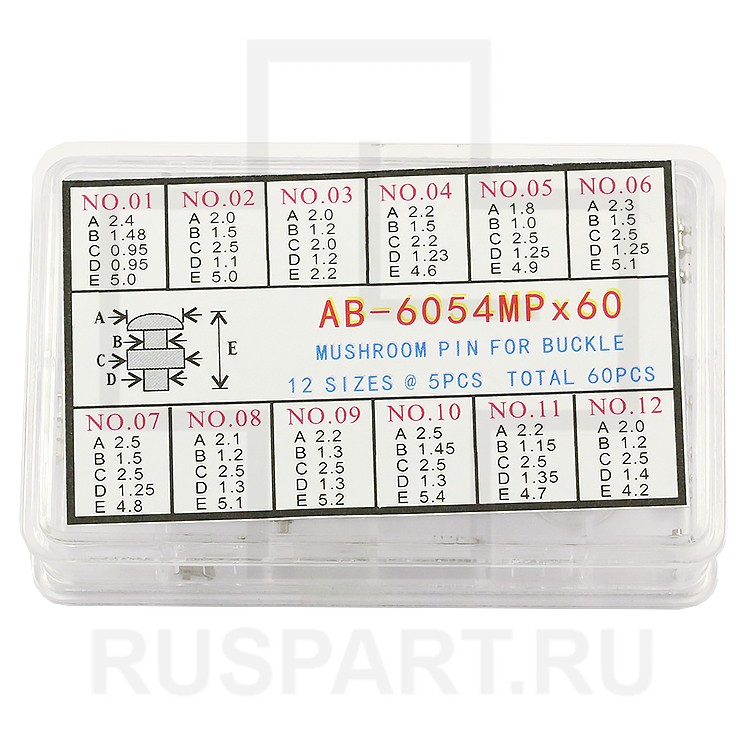 NO.01 NO.02 NO.03 NO.04 NO.05 NO.06
A 2.4 A 2.0 A 2.0 A 2.2 A 1.8 A 2.3
B 1.48 B 1.5 B 1.2 B 1.5 B 1.0 B 1.5
C 0.95 C 2.5 C 2.0 C 2.2 C 2.5 C 2.5
D 0.95 D 1.1 D 1.2 D 1.23 D 1.25 D 1.25
E 5.0 E 5.0 E 2.2 E 4.6 E 4.9 E 5.1
A
B
C
D
E
AB-6054MPx60
MUSHROOM PIN FOR BUCKLE
12 SIZES @ 5PCS TOTAL 60PCS
NO.07 NO.08 NO.09 NO.10 NO.11 NO.12
A 2.5 A 2.1 A 2.2 A 2.5 A 2.2 A 2.0
B 1.5 B 1.2 B 1.3 B 1.45 B 1.15 B 1.2
C 2.5 C 2.5 C 2.5 C 2.5 C 2.5 C 2.5
D 1.25 D 1.3 D 1.3 D 1.3 D 1.35 D 1.4
E 4.8 E 5.1 E 5.2 E 5.4 E 4.7 E 4.2
RUSPART.RU